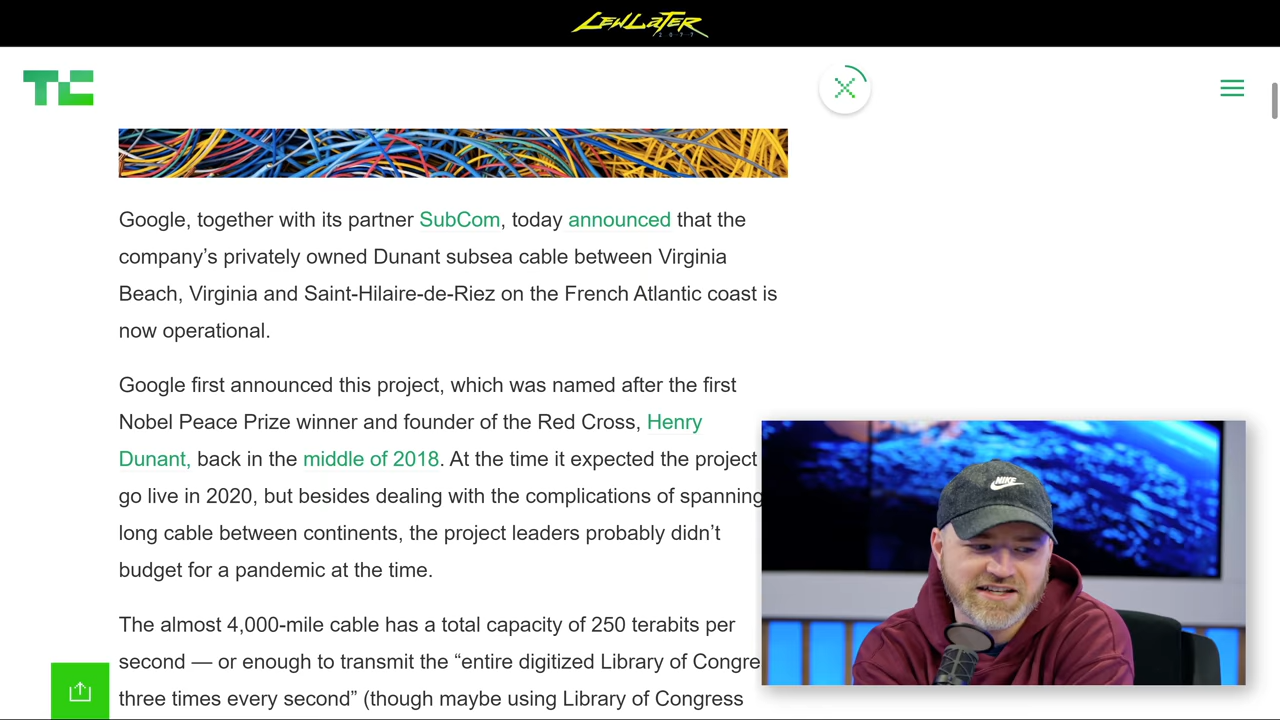 LEWLATER
2077
TC
Google, together with its partner SubCom, today announced that the
company’s privately owned Dunant subsea cable between Virginia
Beach, Virginia and Saint-Hilaire-de-Riez on the French Atlantic coast is
now operational.
Google first announced this project, which was named after the first
Nobel Peace Prize winner and founder of the Red Cross, Henry
Dunant, back in the middle of 2018. At the time it expected the project
go live in 2020, but besides dealing with the complications of spanning
long cable between continents, the project leaders probably didn’t
budget for a pandemic at the time.
NIKE
The almost 4,000-mile cable has a total capacity of 250 terabits per
second — or enough to transmit the “entire digitized Library of Congre
three times every second” (though maybe using Library of Congress